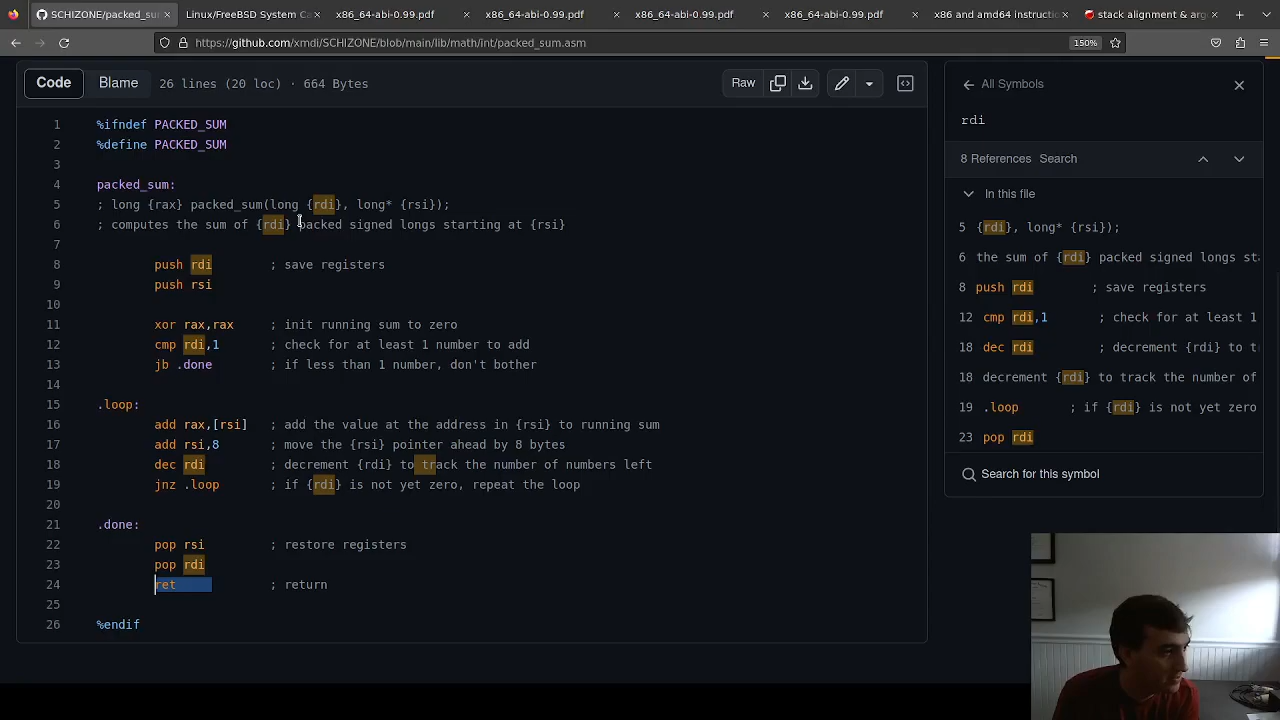 SCHIZONE/packed_su
Linux/FreeBSD System Ca
x86_64-abi-0.99.pdf
x86_64-abi-0.99.pdf
x86_64-abi-0.99.pdf
x86_64-abi-0.99.pdf
x86 and amd64 instructio
stack alignment & arg
https://github.com/xmdi/SCHIZONE/blob/main/lib/math/int/packed_sum.asm
150%
Code
Blame
26 lines (20 loc) · 664 Bytes
Raw
1 %ifndef PACKED_SUM
2 %define PACKED_SUM
3
4 packed_sum:
5 ; long {rax} packed_sum(long {rdi}, long* {rsi});
6 ; computes the sum of {rdi} packed signed longs starting at {rsi}
7
8 push rdi ; save registers
9 push rsi
10
11 xor rax,rax ; init running sum to zero
12 cmp rdi,1 ; check for at least 1 number to add
13 jb .done ; if less than 1 number, don't bother
14
15 .loop:
16 add rax,[rsi] ; add the value at the address in {rsi} to running sum
17 add rsi,8 ; move the {rsi} pointer ahead by 8 bytes
18 dec rdi ; decrement {rdi} to track the number of numbers left
19 jnz .loop ; if {rdi} is not yet zero, repeat the loop
20
21 .done:
22 pop rsi ; restore registers
23 pop rdi
24 ret ; return
25
26 %endif
All Symbols
rdi
8 References Search
In this file
5 {rdi}, long* {rsi});
6 the sum of {rdi} packed signed longs st
8 push rdi ; save registers
12 cmp rdi,1 ; check for at least 1
18 dec rdi ; decrement {rdi} to t
18 decrement {rdi} to track the number of
19 .loop ; if {rdi} is not yet zero
23 pop rdi
Search for this symbol